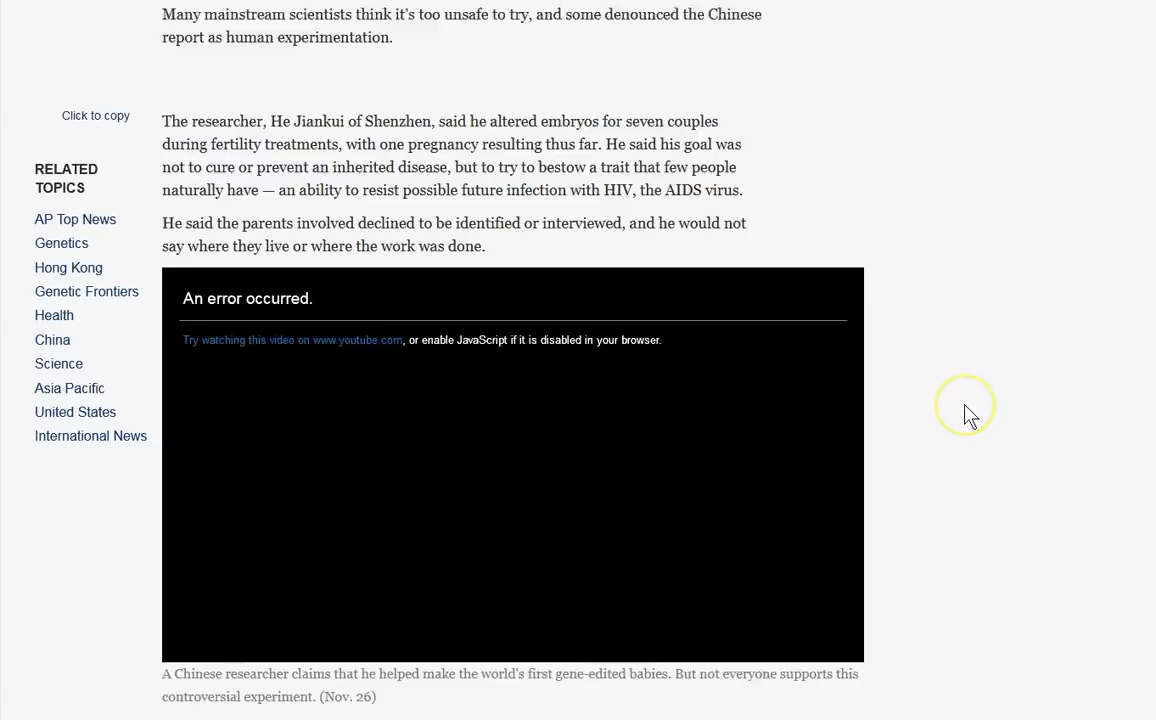 Many mainstream scientists think it's too unsafe to try, and some denounced the Chinese
report as human experimentation.
Click to copy
RELATED
TOPICS
AP Top News
Genetics
Hong Kong
Genetic Frontiers
Health
China
Science
Asia Pacific
United States
International News
The researcher, He Jiankui of Shenzhen, said he altered embryos for seven couples
during fertility treatments, with one pregnancy resulting thus far. He said his goal was
not to cure or prevent an inherited disease, but to try to bestow a trait that few people
naturally have — an ability to resist possible future infection with HIV, the AIDS virus.
He said the parents involved declined to be identified or interviewed, and he would not
say where they live or where the work was done.
An error occurred.
Try watching this video on www.youtube.com, or enable JavaScript if it is disabled in your browser.
A Chinese researcher claims that he helped make the world's first gene-edited babies. But not everyone supports this
controversial experiment. (Nov. 26)